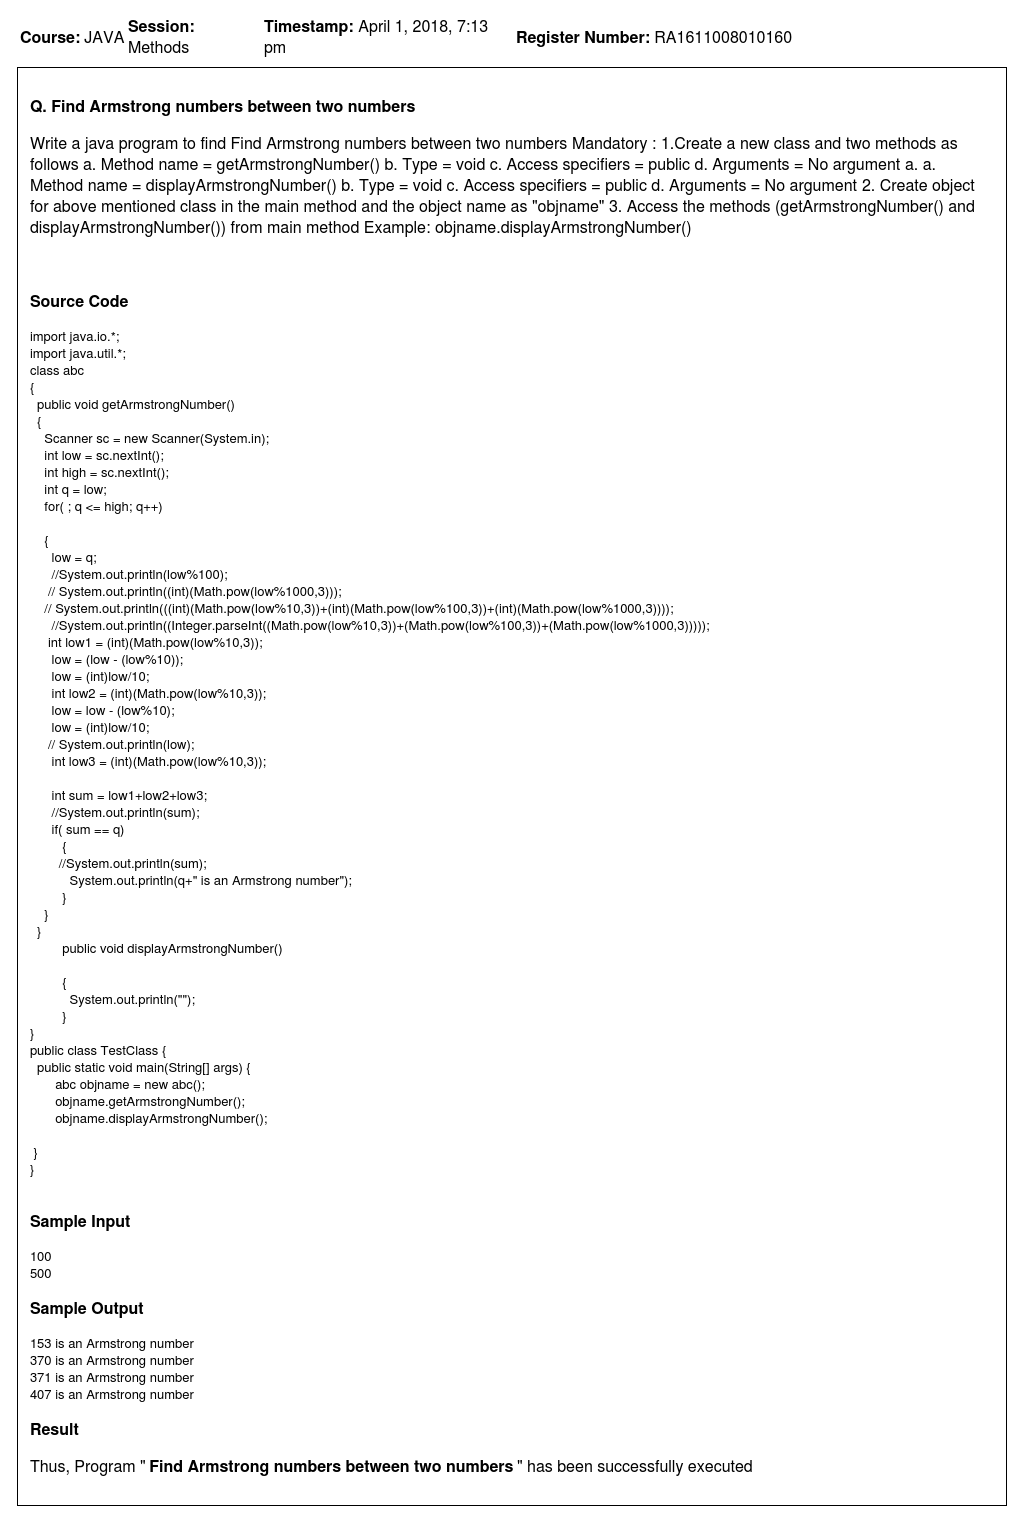 Course: JAVA Session: Methods Timestamp: April 1, 2018, 7:13 pm Register Number: RA1611008010160
Q. Find Armstrong numbers between two numbers
Write a java program to find Find Armstrong numbers between two numbers Mandatory : 1.Create a new class and two methods as
follows a. Method name = getArmstrongNumber() b. Type = void c. Access specifiers = public d. Arguments = No argument a. a.
Method name = displayArmstrongNumber() b. Type = void c. Access specifiers = public d. Arguments = No argument 2. Create object
for above mentioned class in the main method and the object name as "objname" 3. Access the methods (getArmstrongNumber() and
displayArmstrongNumber()) from main method Example: objname.displayArmstrongNumber()
Source Code
import java.io.*;
import java.util.*;
class abc
{
public void getArmstrongNumber()
{
Scanner sc = new Scanner(System.in);
int low = sc.nextInt();
int high = sc.nextInt();
int q = low;
for( ; q <= high; q++)
{
low = q;
//System.out.println(low%100);
// System.out.println((int)(Math.pow(low%1000,3)));
// System.out.println(((int)(Math.pow(low%10,3))+(int)(Math.pow(low%100,3))+(int)(Math.pow(low%1000,3))));
//System.out.println((Integer.parseInt((Math.pow(low%10,3))+(Math.pow(low%100,3))+(Math.pow(low%1000,3)))));
int low1 = (int)(Math.pow(low%10,3));
low = (low - (low%10));
low = (int)low/10;
int low2 = (int)(Math.pow(low%10,3));
low = low - (low%10);
low = (int)low/10;
// System.out.println(low);
int low3 = (int)(Math.pow(low%10,3));
int sum = low1+low2+low3;
//System.out.println(sum);
if( sum == q)
{
//System.out.println(sum);
System.out.println(q+" is an Armstrong number");
}
}
}
public void displayArmstrongNumber()
{
System.out.println("");
}
}
public class TestClass {
public static void main(String[] args) {
abc objname = new abc();
objname.getArmstrongNumber();
objname.displayArmstrongNumber();
}
}
Sample Input
100
500
Sample Output
153 is an Armstrong number
370 is an Armstrong number
371 is an Armstrong number
407 is an Armstrong number
Result
Thus, Program " Find Armstrong numbers between two numbers " has been successfully executed